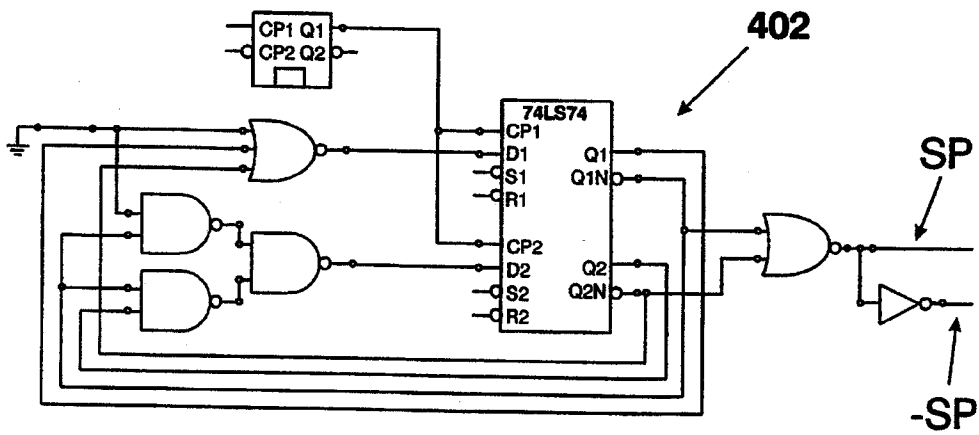 402
CP1 Q1
CP2 Q2
74LS74
CP1
D1
S1
R1
CP2
D2
S2
R2
Q1
Q1N
Q2
Q2N
SP
-SP